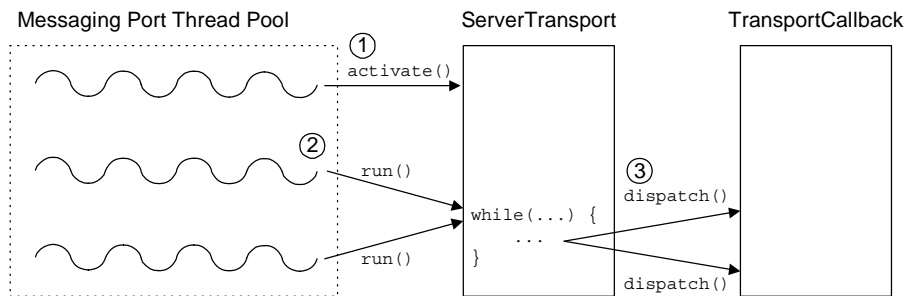 Messaging Port Thread Pool
ServerTransport
TransportCallback
1
activate()
2
run()
3
dispatch()
while(...) {
...
}
run()
dispatch()